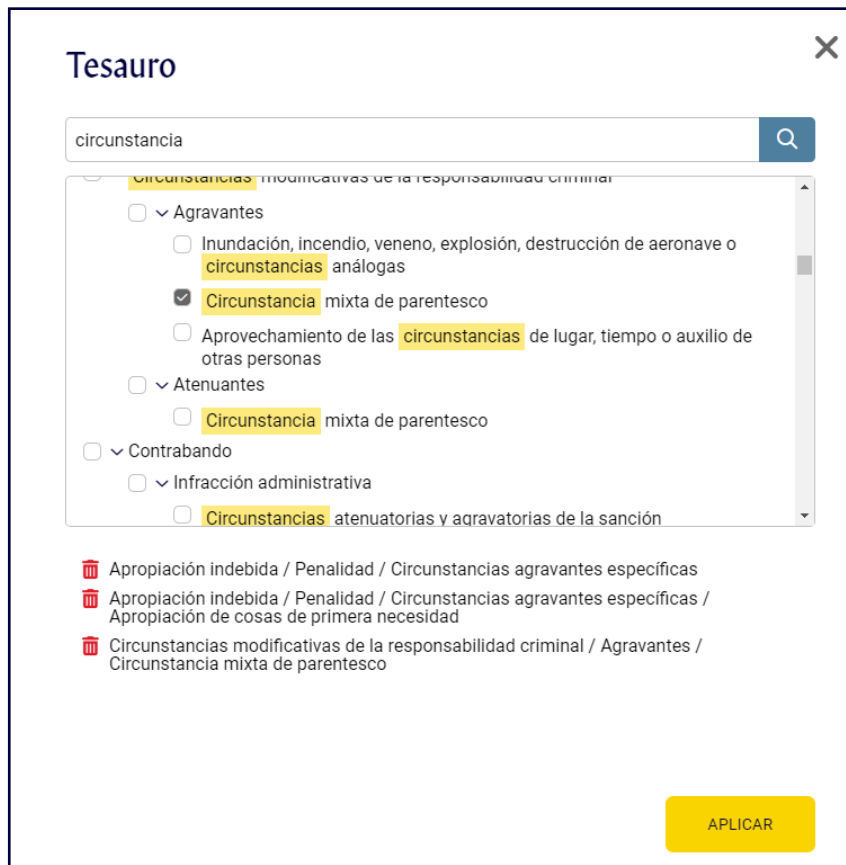 Tesauro
circunstancia
Circunstancias modificativas de la responsabilidad criminal
Agravantes
Inundación, incendio, veneno, explosión, destrucción de aeronave o
circunstancias análogas
Circunstancia mixta de parentesco
Aprovechamiento de las circunstancias de lugar, tiempo o auxilio de
otras personas
Atenuantes
Circunstancia mixta de parentesco
Contrabando
Infracción administrativa
Circunstancias atenuatorias y agravatorias de la sanción
Apropiación indebida / Penalidad / Circunstancias agravantes específicas
Apropiación indebida / Penalidad / Circunstancias agravantes específicas /
Apropiación de cosas de primera necesidad
Circunstancias modificativas de la responsabilidad criminal / Agravantes /
Circunstancia mixta de parentesco
APLICAR